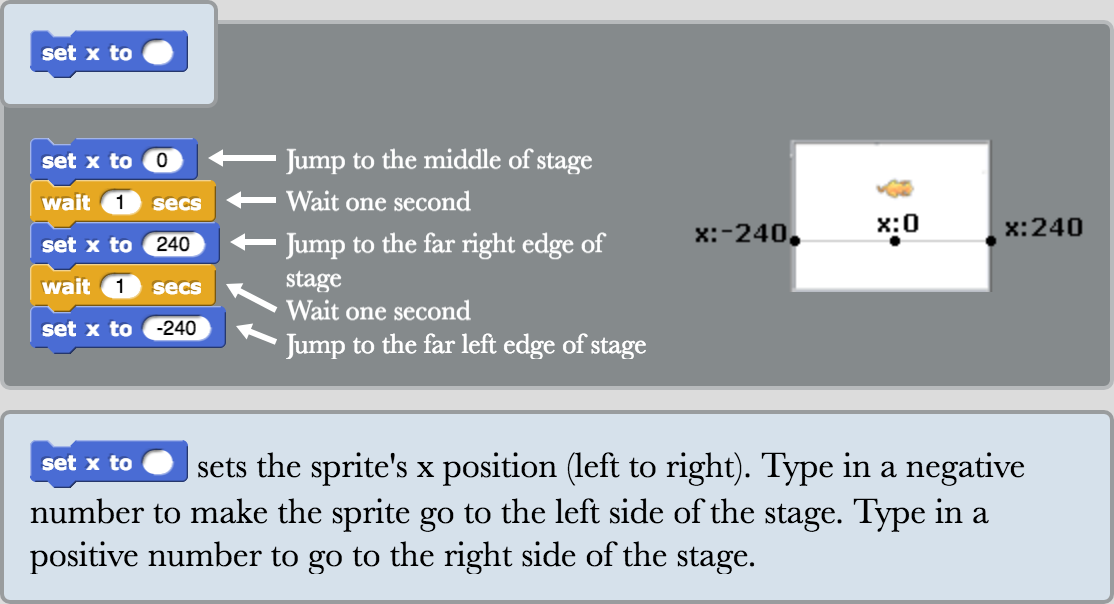 set x to
set x to 0
Jump to the middle of stage
wait 1 secs
Wait one second
set x to 240
Jump to the far right edge of
stage
wait 1 secs
Wait one second
set x to -240
Jump to the far left edge of stage
x:-240
x:0
x:240
set x to sets the sprite's x position (left to right). Type in a negative
number to make the sprite go to the left side of the stage. Type in a
positive number to go to the right side of the stage.